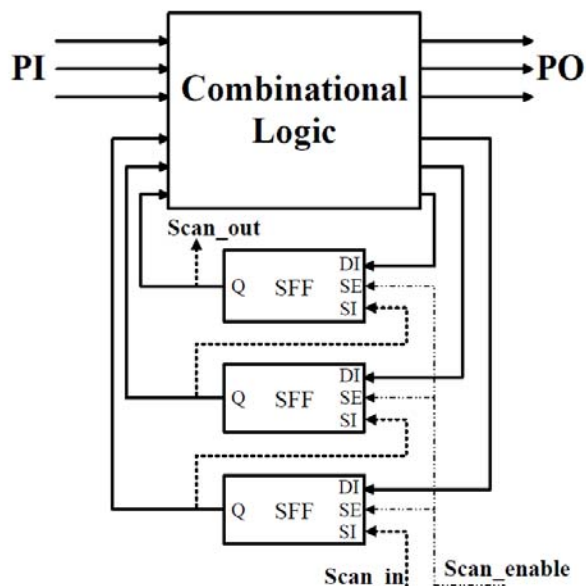 PI
Combinational
Logic
PO
Scan_out
DI
Q SFF SE
SI
DI
Q SFF SE
SI
DI
Q SFF SE
SI
Scan_in
Scan_enable